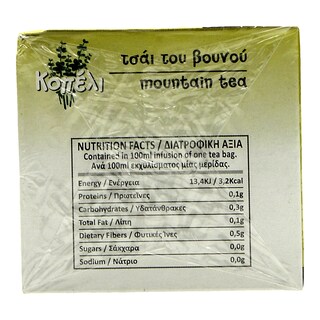 Κοπέλι
τσάι του βουνού
mountain tea
NUTRITION FACTS / ΔΙΑΤΡΟΦΙΚΗ ΑΞΙΑ
Contained in 100ml infusion of one tea bag.
Ανά 100ml εκχυλίσματος μίας μερίδας.
Energy / Ενέργεια 13,4KJ / 3,2Kcal
Proteins / Πρωτεΐνες 0,1g
Carbohydrates / Υδατάνθρακες 0,3g
Total Fat / Λίπη 0,1g
Dietary Fibers / Φυτικές Ίνες 0,5g
Sugars / Σάκχαρα 0,0g
Sodium / Νάτριο 0,0g